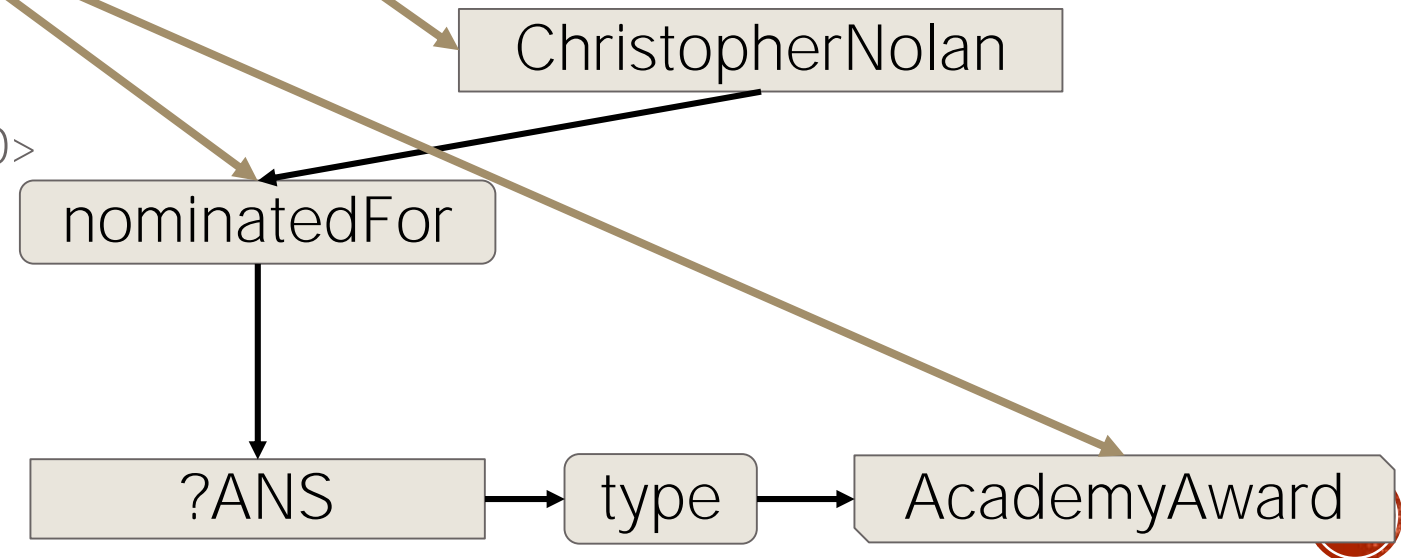 ChristopherNolan
)>
nominatedFor
?ANS
type
AcademyAward